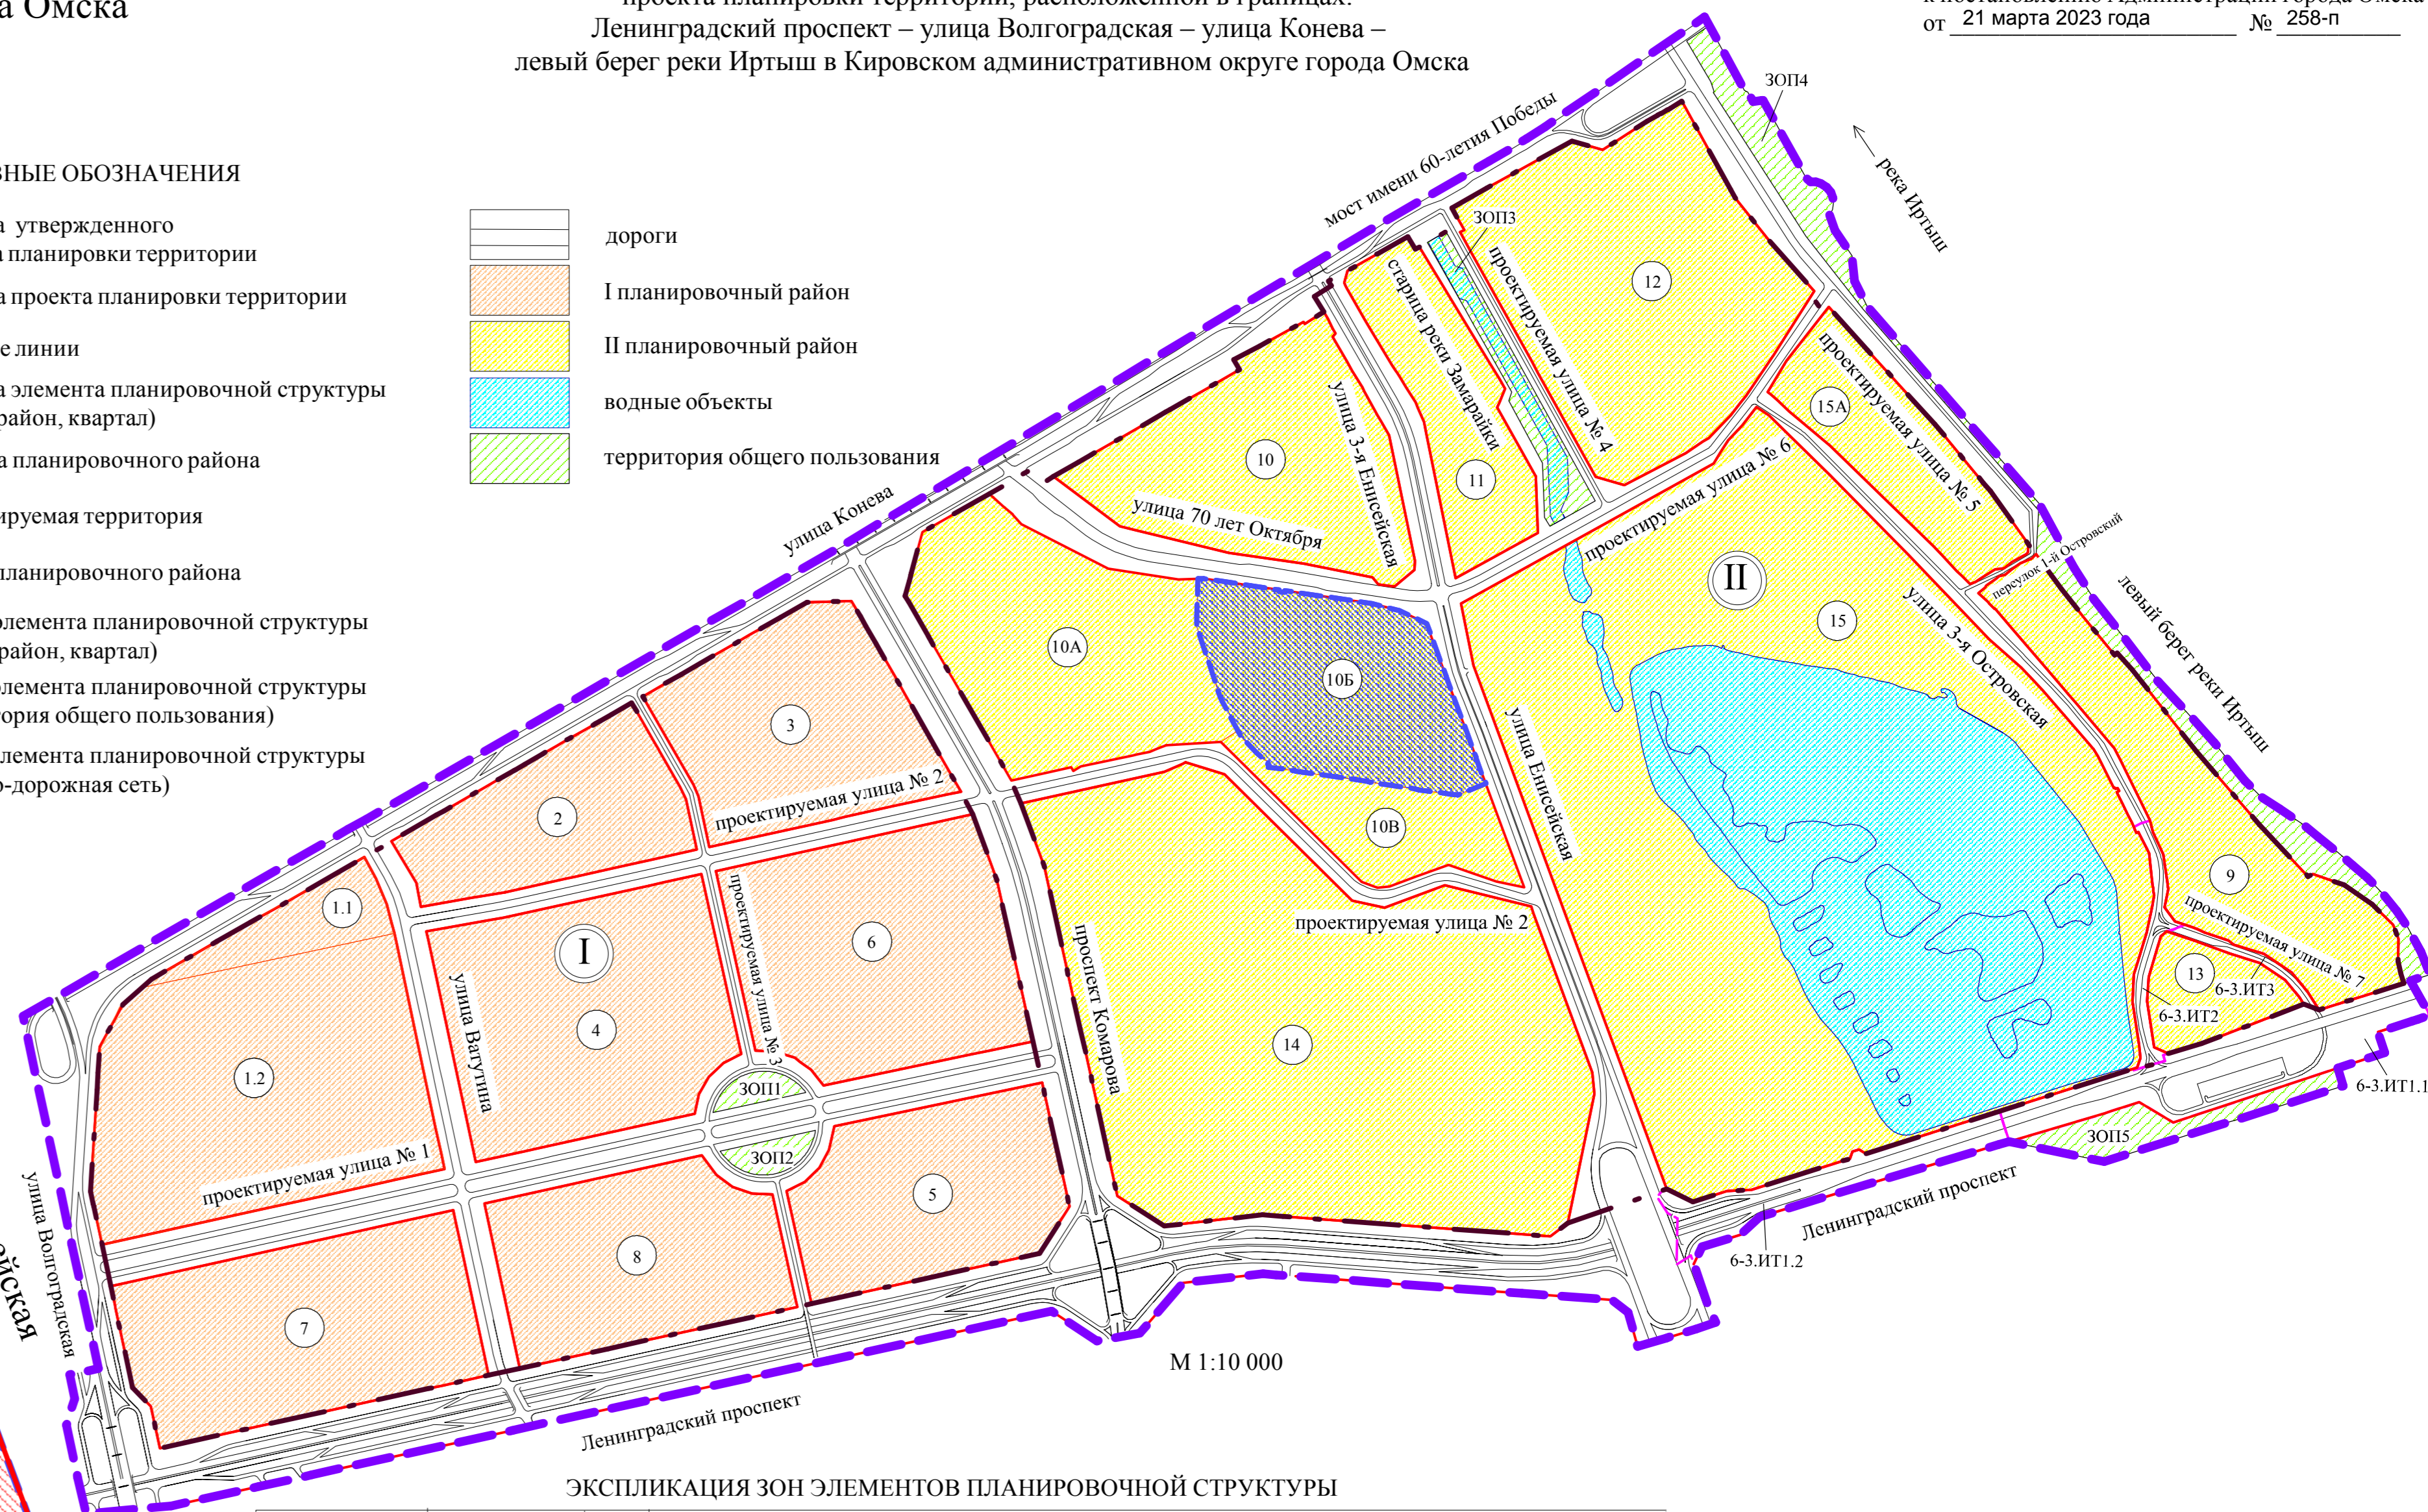 а Омска
проекта планировки территории, расположенной в границах:
Ленинградский проспект – улица Волгоградская – улица Конева –
левый берег реки Иртыш в Кировском административном округе города Омска
к постановлению Администрации города Омска
от 21 марта 2023 года № 258-п
ВНЫЕ ОБОЗНАЧЕНИЯ
а утвержденного
а планировки территории
а проекта планировки территории
е линии
а элемента планировочной структуры
район, квартал)
а планировочного района
ируемая территория
планировочного района
элемента планировочной структуры
район, квартал)
элемента планировочной структуры
тория общего пользования)
элемента планировочной структуры
о-дорожная сеть)
дороги
I планировочный район
II планировочный район
водные объекты
территория общего пользования
ЗОП4
река Иртыш
мост имени 60-летия Победы
ЗОП3
12
старица реки Замарайки
проектируемая улица № 4
проектируемая улица № 5
15А
10
улица 3-я Енисейская
11
проектируемая улица № 6
улица Конева
улица 70 лет Октября
переулок 1-й Островский
II
15
левый берег реки Иртыш
улица 3-я Островская
10А
10Б
3
улица Енисейская
проектируемая улица № 2
2
10В
9
1.1
проектируемая улица № 3
6
проектируемая улица № 2
проектируемая улица № 7
I
проспект Комарова
13
6-3.ИТ3
улица Ватутина
4
6-3.ИТ2
14
1.2
ЗОП1
6-3.ИТ1.1
ЗОП2
ЗОП5
проектируемая улица № 1
5
Ленинградский проспект
улица Волгоградская
8
6-3.ИТ1.2
йская
7
М 1:10 000
Ленинградский проспект
ЭКСПЛИКАЦИЯ ЗОН ЭЛЕМЕНТОВ ПЛАНИРОВОЧНОЙ СТРУКТУРЫ